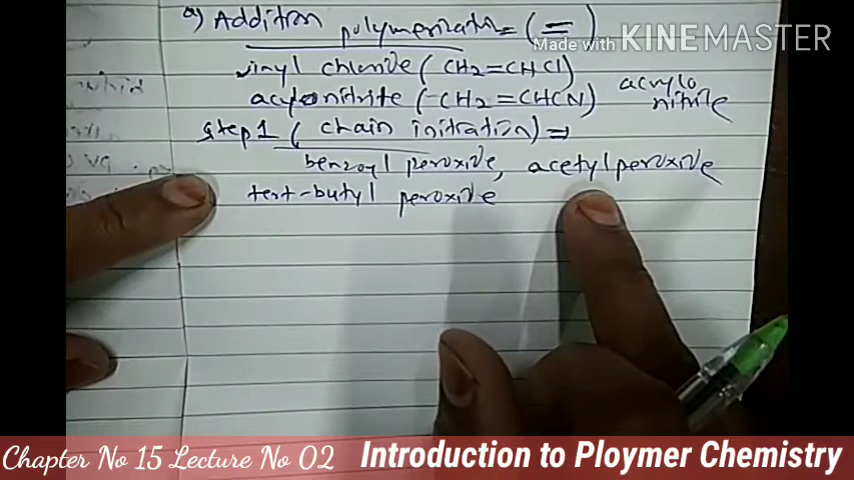 a) Addition polymerization = ( = )
Made with KINEMASTER
vinyl chloride ( CH2=CHCl )
acylonitrite ( CH2=CHCN) acrylo
nitrile
Step 1 ( chain initiation) =>
benzoyl peroxide, acetyl peroxide
tert-butyl peroxide
Chapter No 15 Lecture No 02 Introduction to Ploymer Chemistry